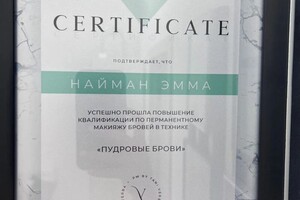 CERTIFICATE
ПОДТВЕРЖДАЕТ, ЧТО
НАЙМАН ЭММА
УСПЕШНО ПРОШЛА ПОВЫШЕНИЕ
КВАЛИФИКАЦИИ ПО ПЕРМАНЕНТНОМУ
МАКИЯЖУ БРОВЕЙ В ТЕХНИКЕ
«ПУДРОВЫЕ БРОВИ»